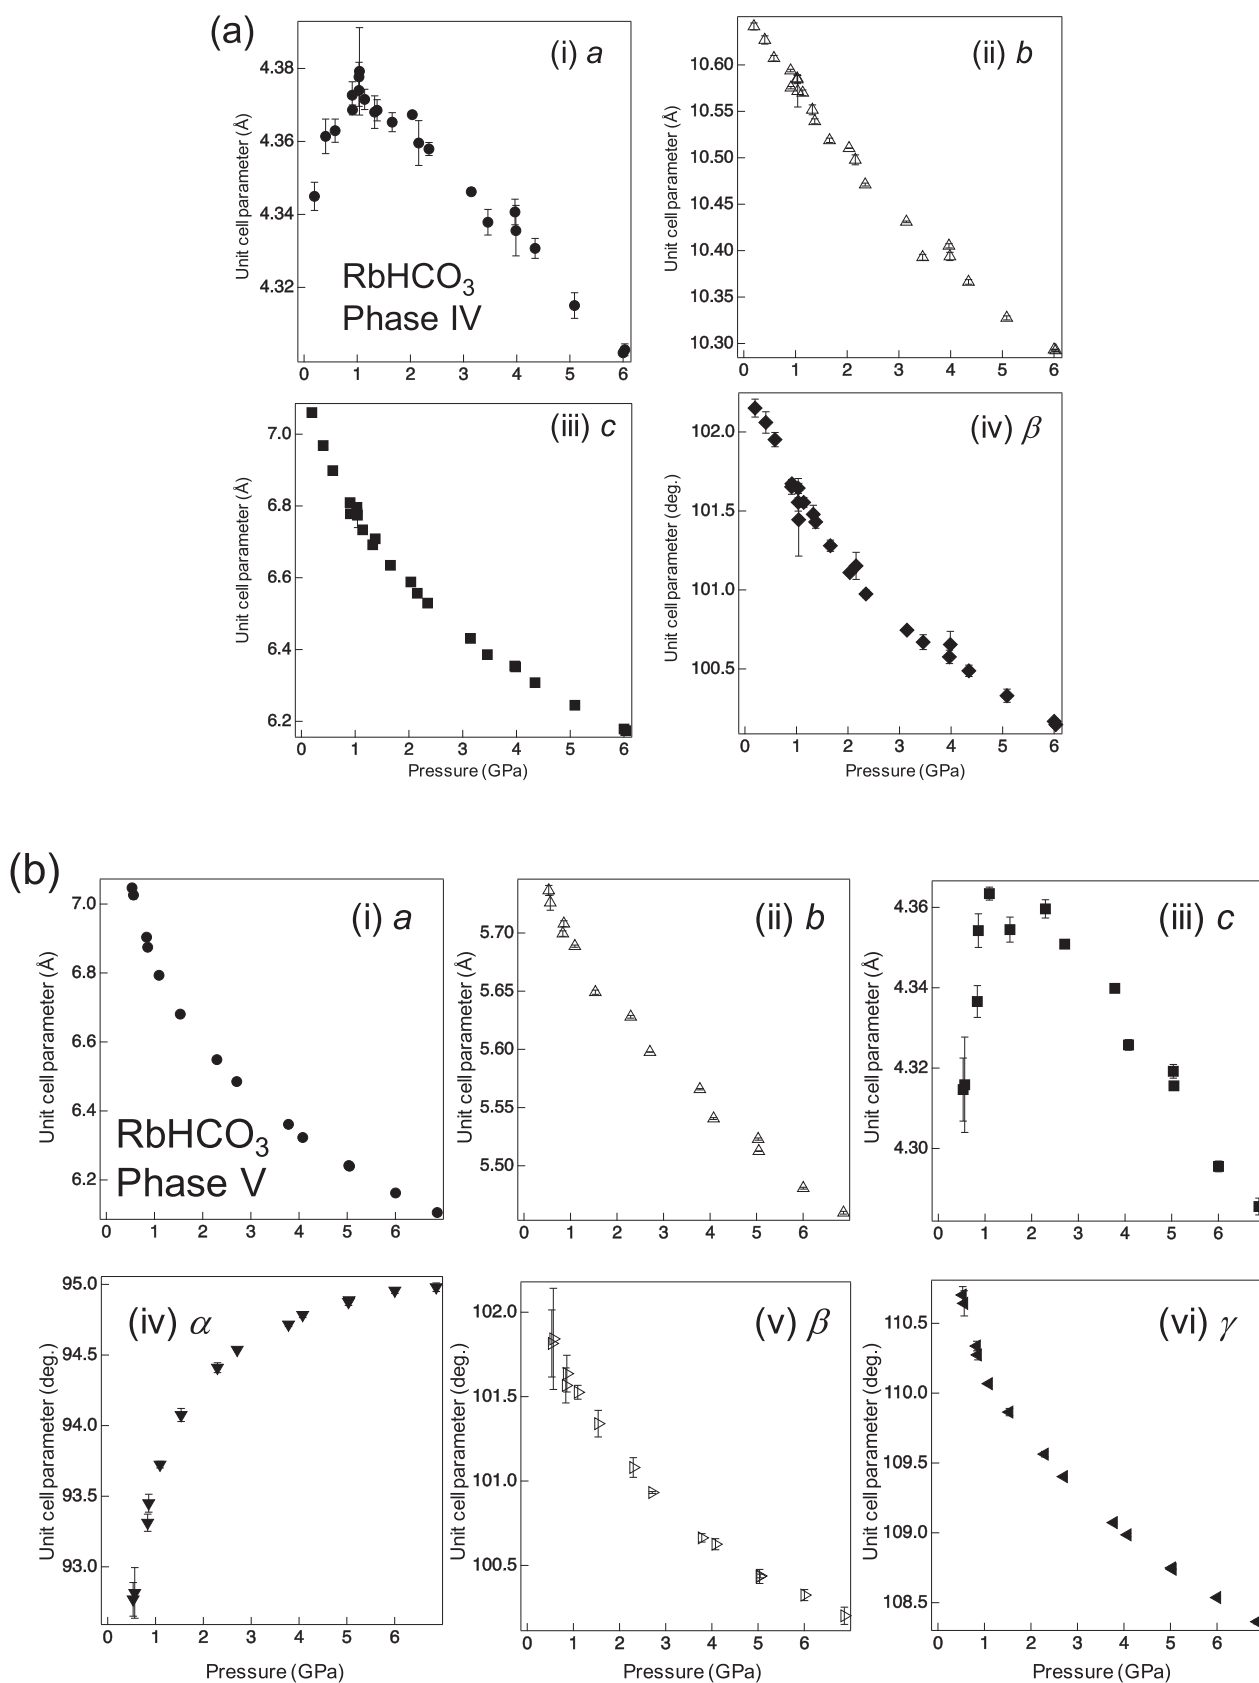 (a)
(i) a
Unit cell parameter (Å)
4.38
4.36
4.34
4.32
RbHCO₃
Phase IV
0 1 2 3 4 5 6
(ii) b
Unit cell parameter (Å)
10.60
10.55
10.50
10.45
10.40
10.35
10.30
0 1 2 3 4 5 6
(iii) c
Unit cell parameter (Å)
7.0
6.8
6.6
6.4
6.2
0 1 2 3 4 5 6
Pressure (GPa)
(iv) β
Unit cell parameter (deg.)
102.0
101.5
101.0
100.5
0 1 2 3 4 5 6
Pressure (GPa)
(b)
(i) a
Unit cell parameter (Å)
7.0
6.8
6.6
6.4
6.2
RbHCO₃
Phase V
0 1 2 3 4 5 6
(ii) b
Unit cell parameter (Å)
5.70
5.65
5.60
5.55
5.50
0 1 2 3 4 5 6
(iii) c
Unit cell parameter (Å)
4.36
4.34
4.32
4.30
0 1 2 3 4 5 6
(iv) α
Unit cell parameter (deg.)
95.0
94.5
94.0
93.5
93.0
0 1 2 3 4 5 6
Pressure (GPa)
(v) β
Unit cell parameter (deg.)
102.0
101.5
101.0
100.5
0 1 2 3 4 5 6
Pressure (GPa)
(vi) γ
Unit cell parameter (deg.)
110.5
110.0
109.5
109.0
108.5
0 1 2 3 4 5 6
Pressure (GPa)